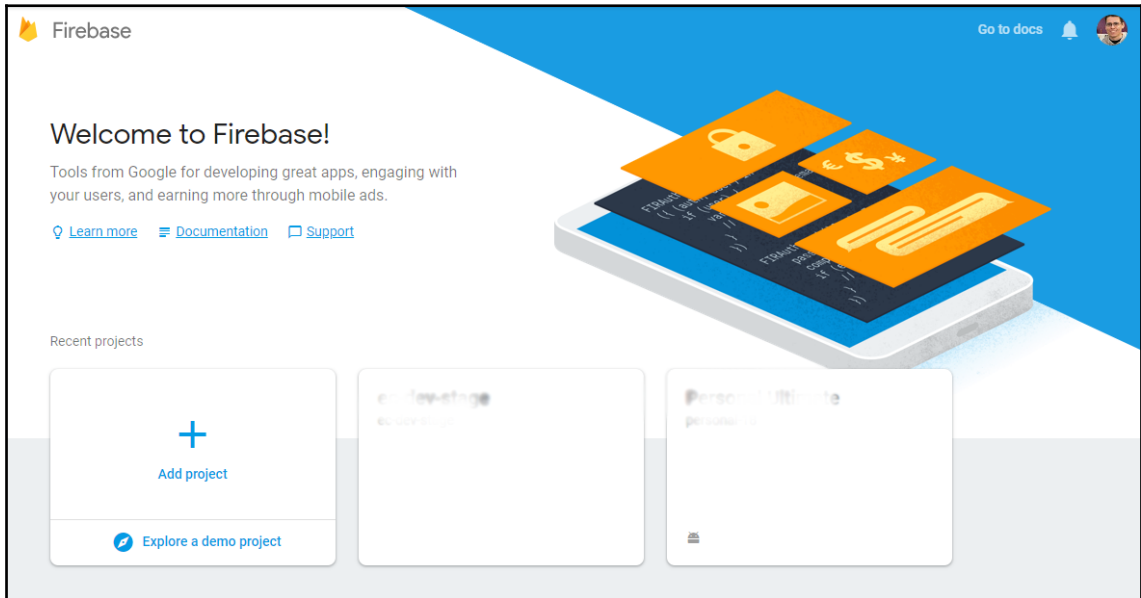 Firebase
Go to docs
Welcome to Firebase!
Tools from Google for developing great apps, engaging with
your users, and earning more through mobile ads.
Learn more Documentation Support
Recent projects
Add project
Explore a demo project